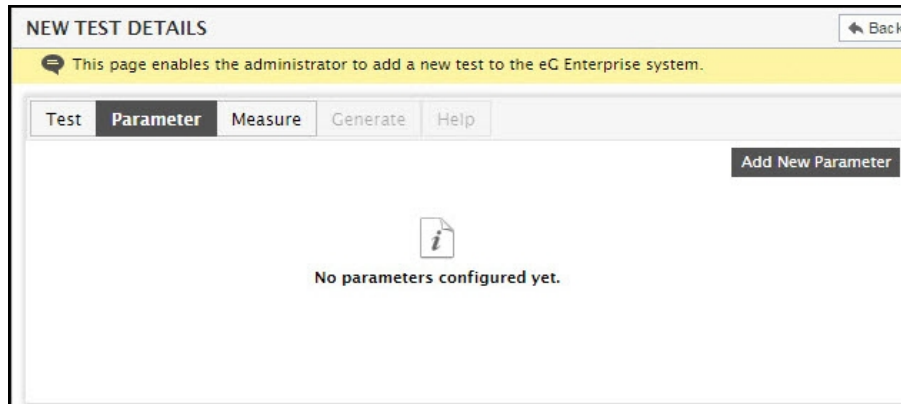 NEW TEST DETAILS
Back
This page enables the administrator to add a new test to the eG Enterprise system.
Test Parameter Measure Generate Help
Add New Parameter
i
No parameters configured yet.